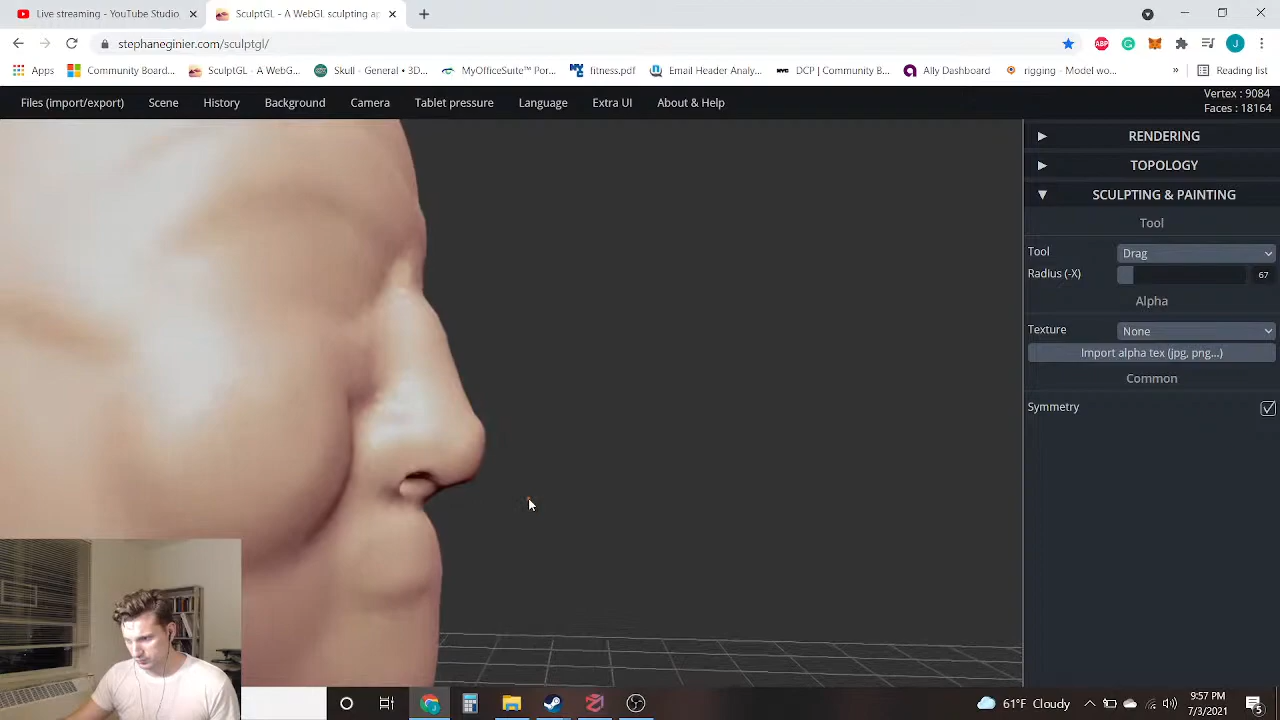 Live streaming - YouTube Studio
SculptGL - A WebGL sculpting ap
stephaneginier.com/sculptgl/
Apps
Community Board...
SculptGL - A WebG...
Skull - General • 3D...
MyOfficeSuite™ Por...
fitness.pdf
Email Header Analy...
DCP | Community B...
Ally Dashboard
rigging - Model wo...
»
Reading list
Files (import/export)
Scene
History
Background
Camera
Tablet pressure
Language
Extra UI
About & Help
Vertex : 9084
Faces : 18164
RENDERING
TOPOLOGY
SCULPTING & PAINTING
Tool
Tool
Drag
Radius (-X)
67
Alpha
Texture
None
Import alpha tex (jpg, png...)
Common
Symmetry
61°F Cloudy
9:57 PM
7/3/2021